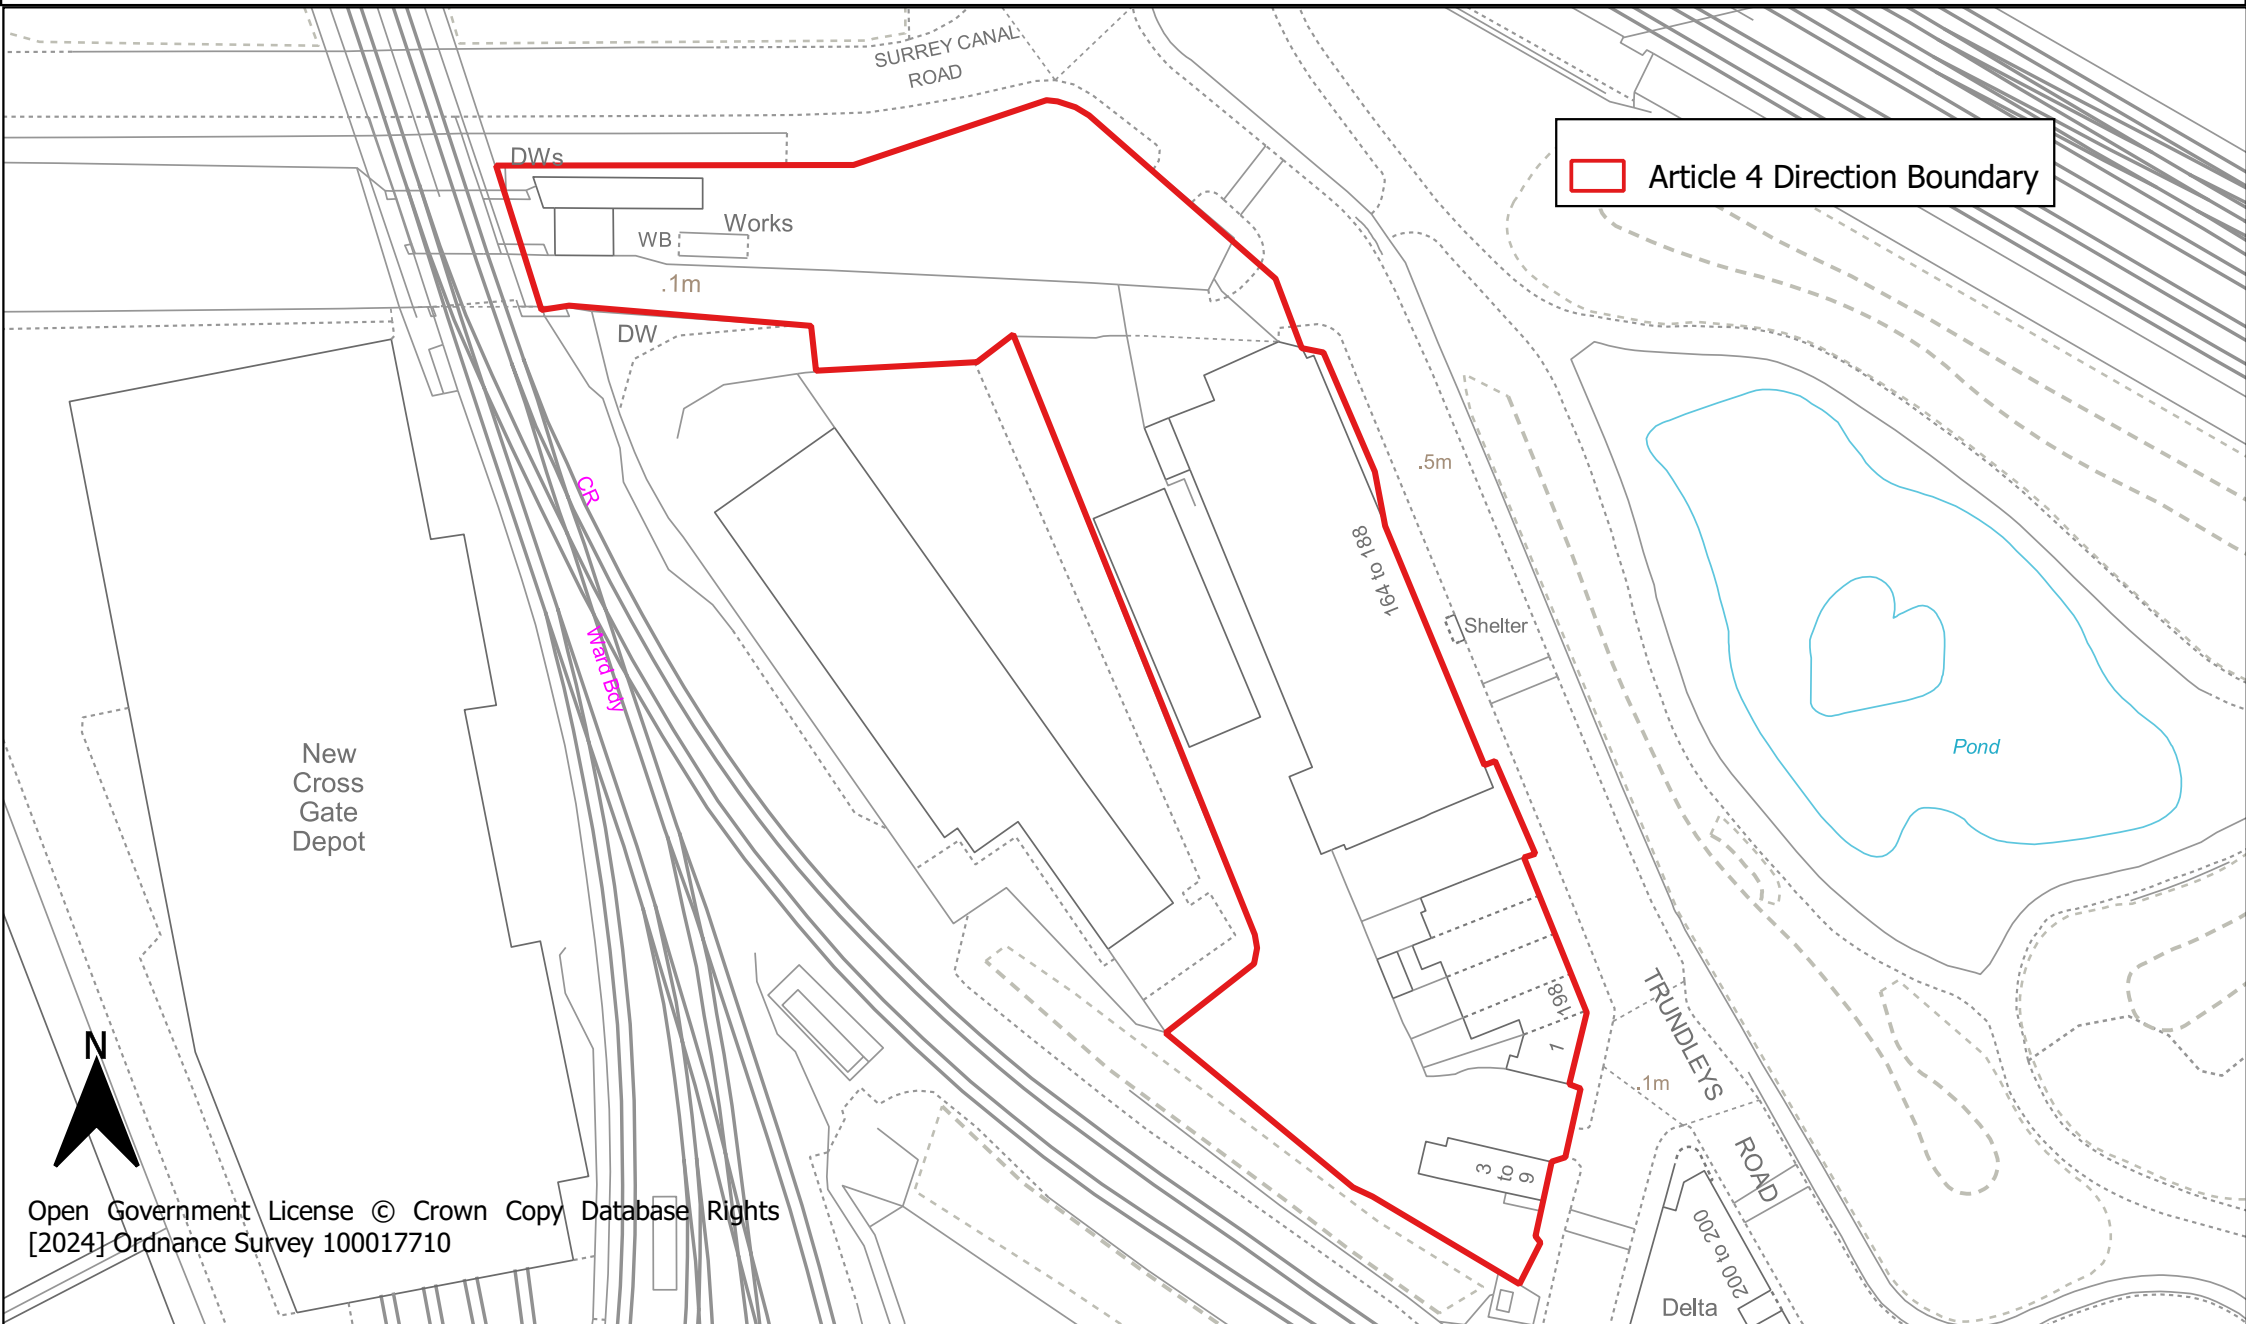 SURREY CANAL
ROAD
Article 4 Direction Boundary
DWs
Works
WB
.1m
DW
CR
.5m
164 to 188
Shelter
Ward Bdy
Pond
New
Cross
Gate
Depot
198
1
TRUNDLEYS
ROAD
.1m
3
to
9
N
Open Government License © Crown Copy Database Rights
[2024] Ordnance Survey 100017710
200 to 200
Delta